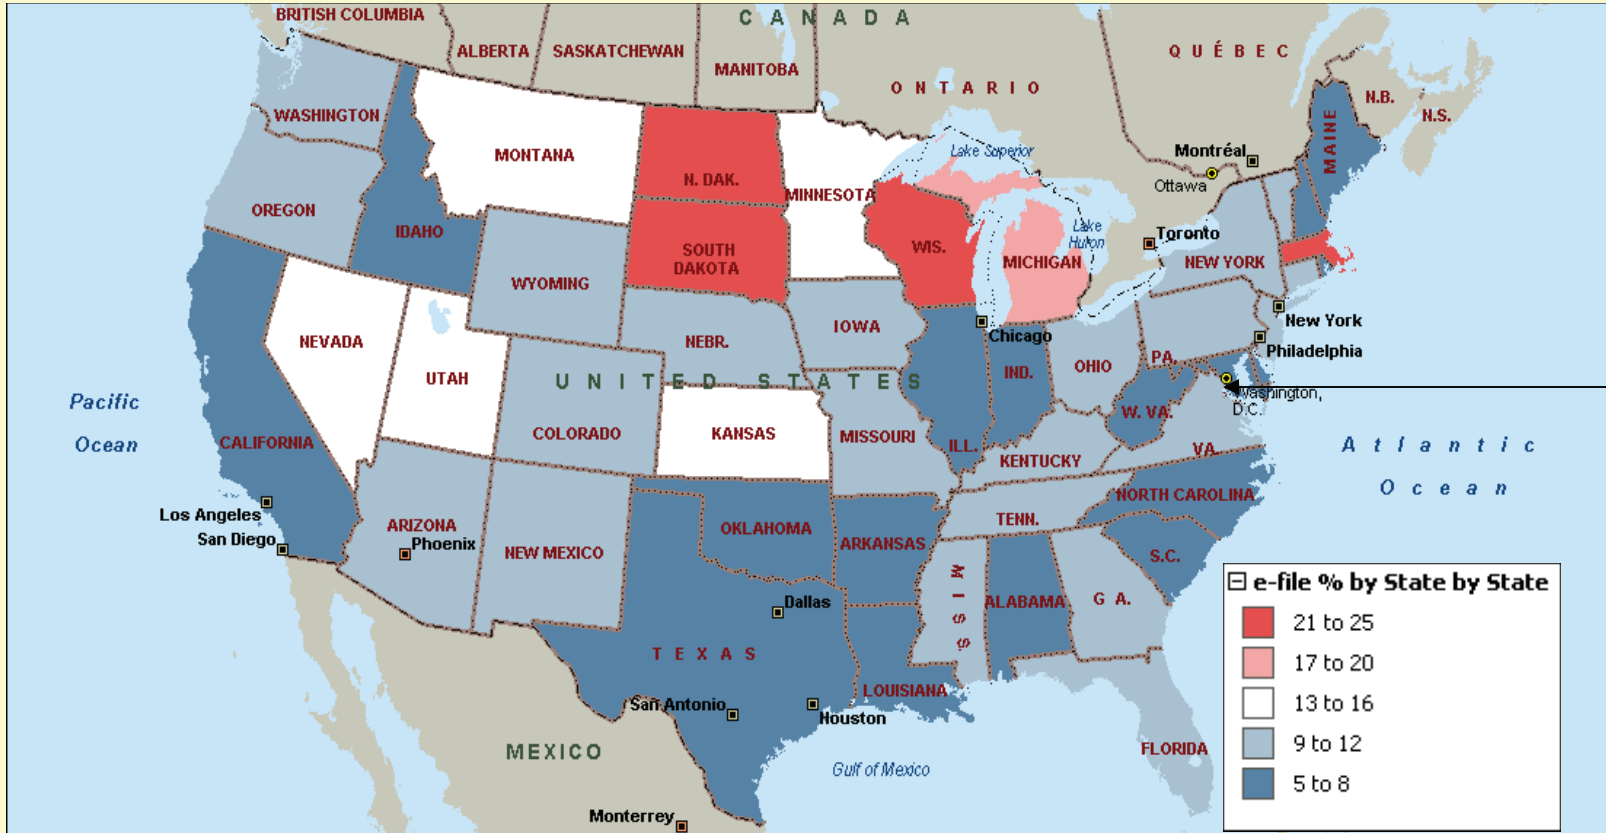 BRITISH COLUMBIA
C A N A D A
ALBERTA
SASKATCHEWAN
MANITOBA
O N T A R I O
Q U É B E C
N.B.
N.S.
WASHINGTON
MONTANA
N. DAK.
MINNESOTA
Lake Superior
Montréal
Ottawa
MAINE
OREGON
IDAHO
SOUTH
DAKOTA
WIS.
MICHIGAN
Lake
Huron
Toronto
NEW YORK
WYOMING
NEVADA
UTAH
NEBR.
IOWA
Chicago
New York
Philadelphia
PA.
OHIO
IND.
ILL.
U N I T E D S T A T E S
Washington,
D.C.
Pacific
Ocean
CALIFORNIA
COLORADO
KANSAS
MISSOURI
W. VA.
VA.
KENTUCKY
A t l a n t i c
O c e a n
Los Angeles
San Diego
ARIZONA
Phoenix
NEW MEXICO
OKLAHOMA
ARKANSAS
TENN.
NORTH CAROLINA
S.C.
MISS.
ALABAMA
G A.
Dallas
T E X A S
San Antonio
Houston
LOUISIANA
FLORIDA
MEXICO
Gulf of Mexico
Monterrey
e-file % by State by State
21 to 25
17 to 20
13 to 16
9 to 12
5 to 8